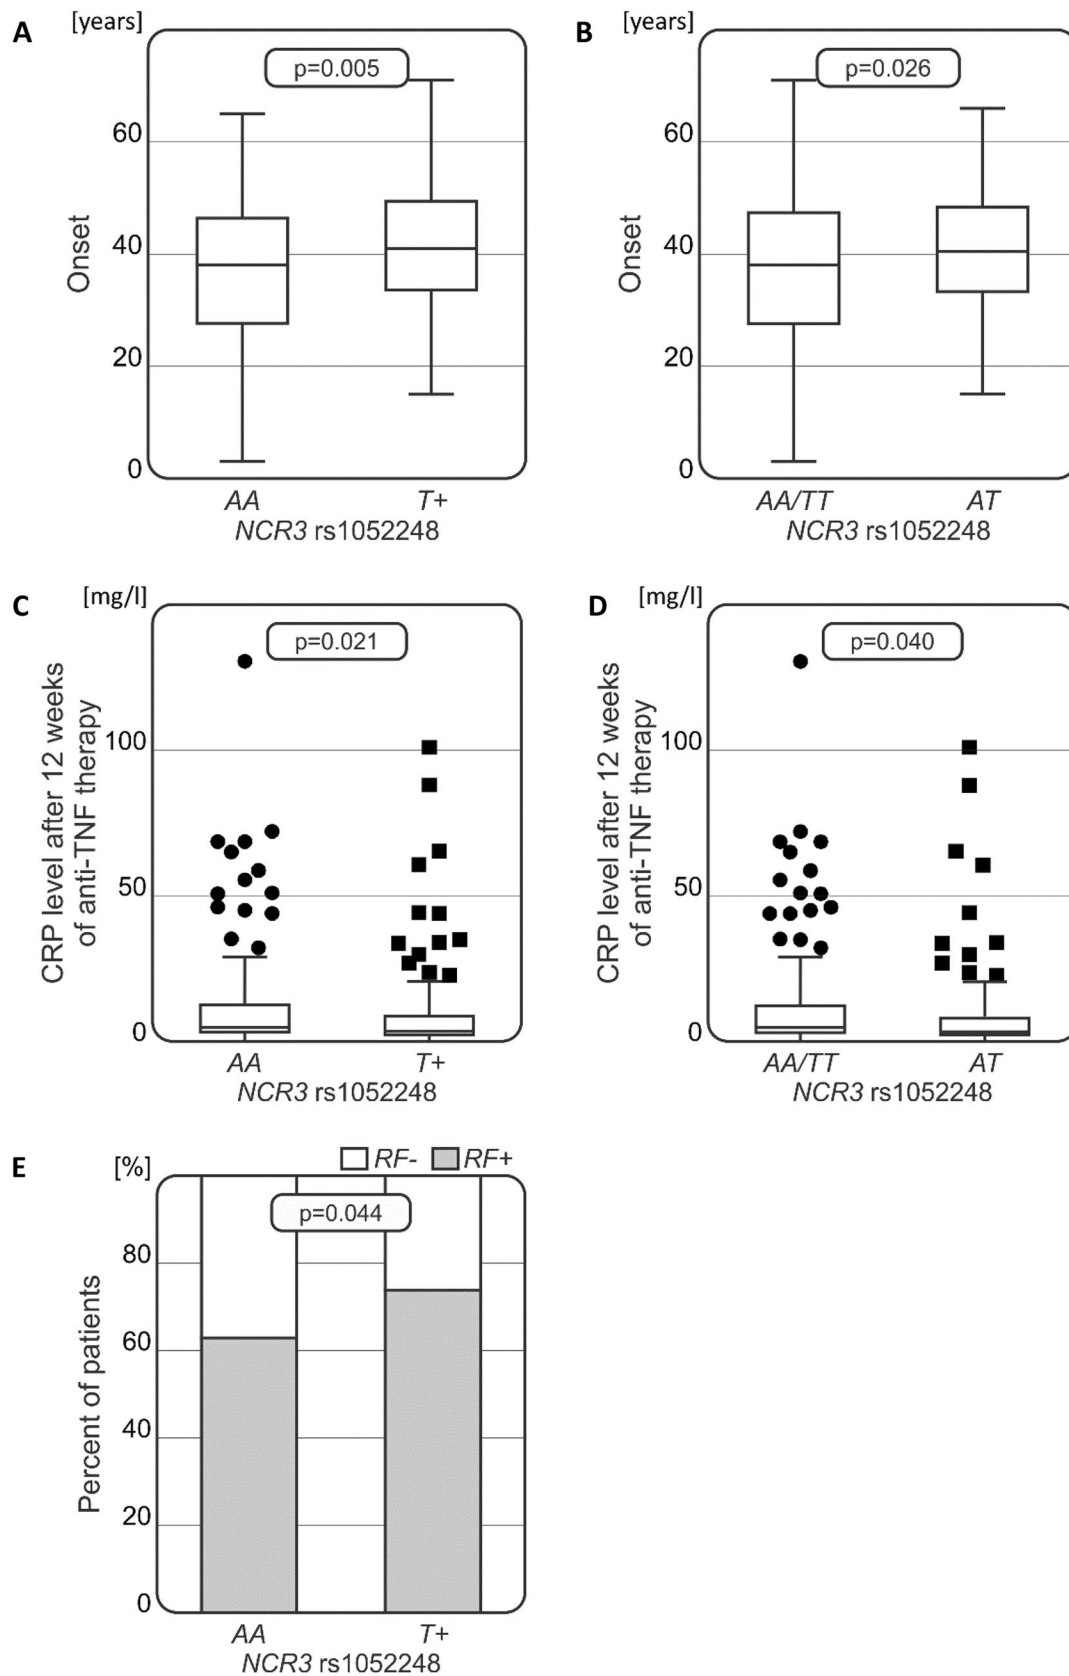 A
[years]
p=0.005
60
40
20
0
Onset
AA
T+
NCR3 rs1052248
B
[years]
p=0.026
60
40
20
0
Onset
AA/TT
AT
NCR3 rs1052248
C
[mg/l]
p=0.021
100
50
0
CRP level after 12 weeks
of anti-TNF therapy
AA
T+
NCR3 rs1052248
D
[mg/l]
p=0.040
100
50
0
CRP level after 12 weeks
of anti-TNF therapy
AA/TT
AT
NCR3 rs1052248
E
[%]
RF- RF+
p=0.044
80
60
40
20
0
Percent of patients
AA
T+
NCR3 rs1052248